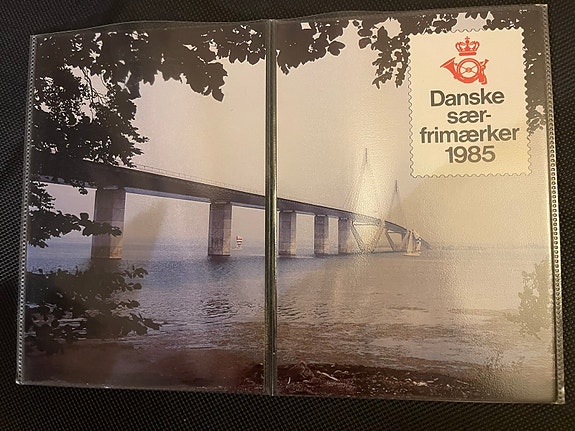 Danske
sær-
frimærker
1985